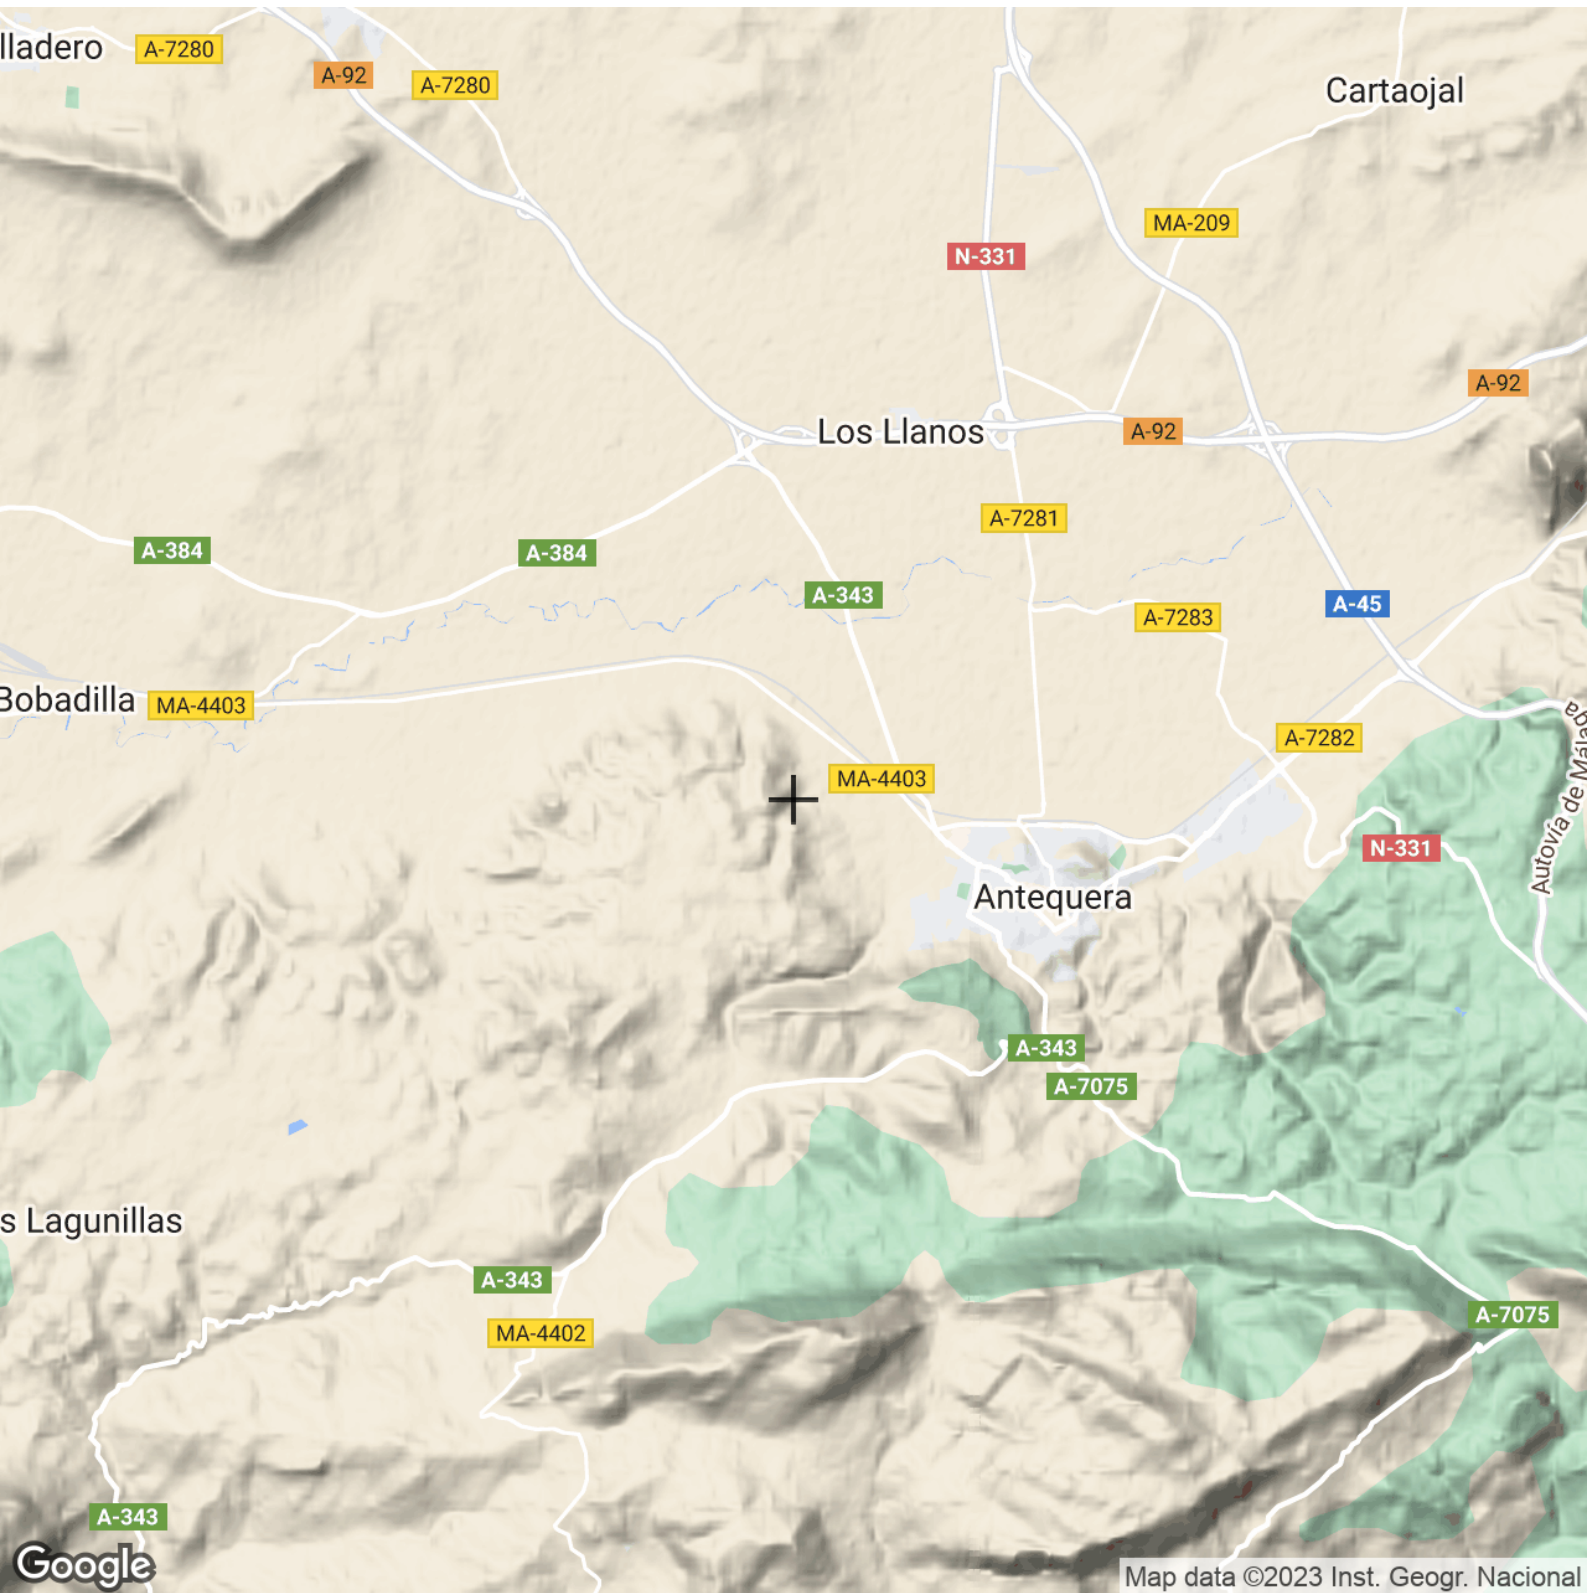 lladero
A-7280
A-92
A-7280
Cartaojal
MA-209
N-331
A-92
Los Llanos
A-92
A-7281
A-384
A-384
A-343
A-45
A-7283
Bobadilla
MA-4403
A-7282
MA-4403
Autovía de Málaga
N-331
Antequera
A-343
A-7075
s Lagunillas
A-343
MA-4402
A-7075
A-343
Google
Map data ©2023 Inst. Geogr. Nacional